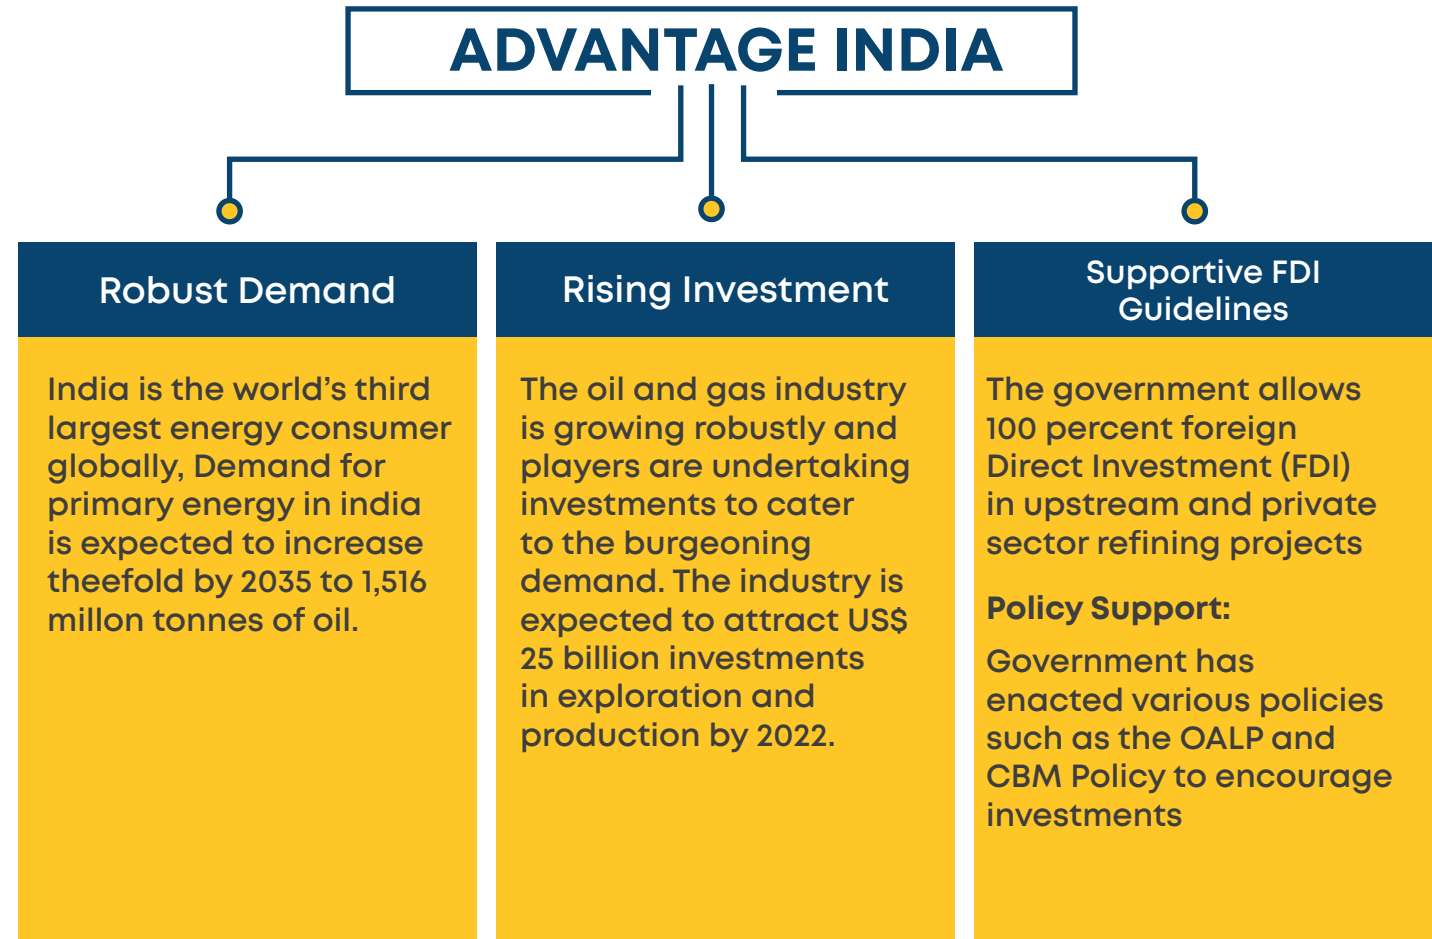 ADVANTAGE INDIA
Robust Demand
India is the world's third
largest energy consumer
globally, Demand for
primary energy in india
is expected to increase
theefold by 2035 to 1,516
millon tonnes of oil.
Rising Investment
The oil and gas industry
is growing robustly and
players are undertaking
investments to cater
to the burgeoning
demand. The industry is
expected to attract US$
25 billion investments
in exploration and
production by 2022.
Supportive FDI
Guidelines
The government allows
100 percent foreign
Direct Investment (FDI)
in upstream and private
sector refining projects
Policy Support:
Government has
enacted various policies
such as the OALP and
CBM Policy to encourage
investments